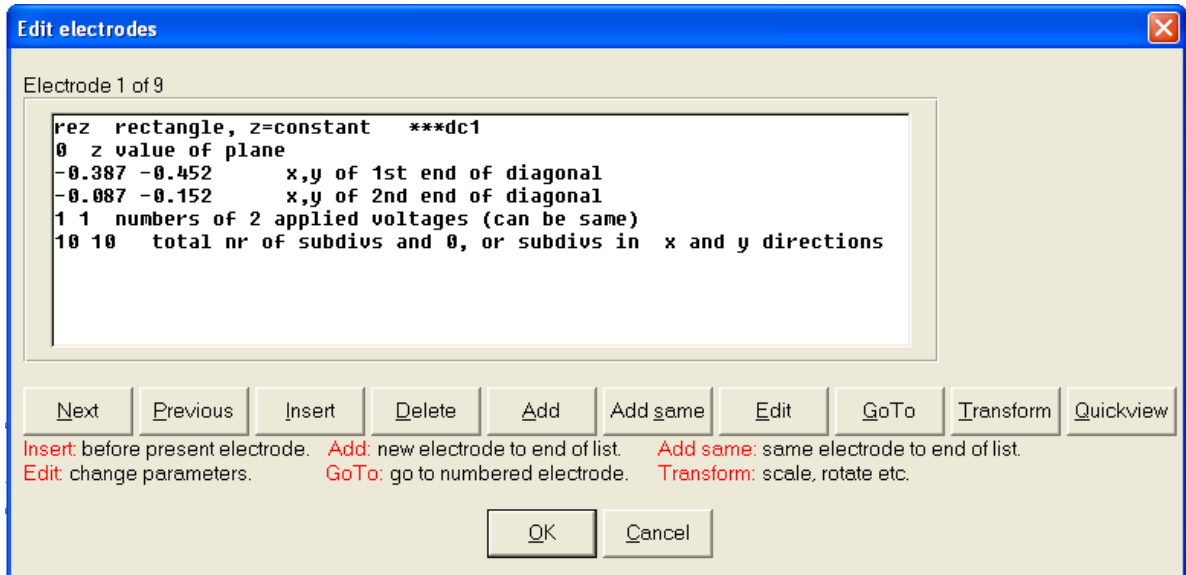 Edit electrodes
Electrode 1 of 9
rez  rectangle, z=constant   ***dc1
0  z value of plane
-0.387 -0.452      x,y of 1st end of diagonal
-0.087 -0.152      x,y of 2nd end of diagonal
1 1  numbers of 2 applied voltages (can be same)
10 10   total nr of subdivs and 0, or subdivs in  x and y directions
Next Previous Insert Delete Add Add same Edit GoTo Transform Quickview
Insert: before present electrode. Add: new electrode to end of list. Add same: same electrode to end of list.
Edit: change parameters. GoTo: go to numbered electrode. Transform: scale, rotate etc.
OK Cancel